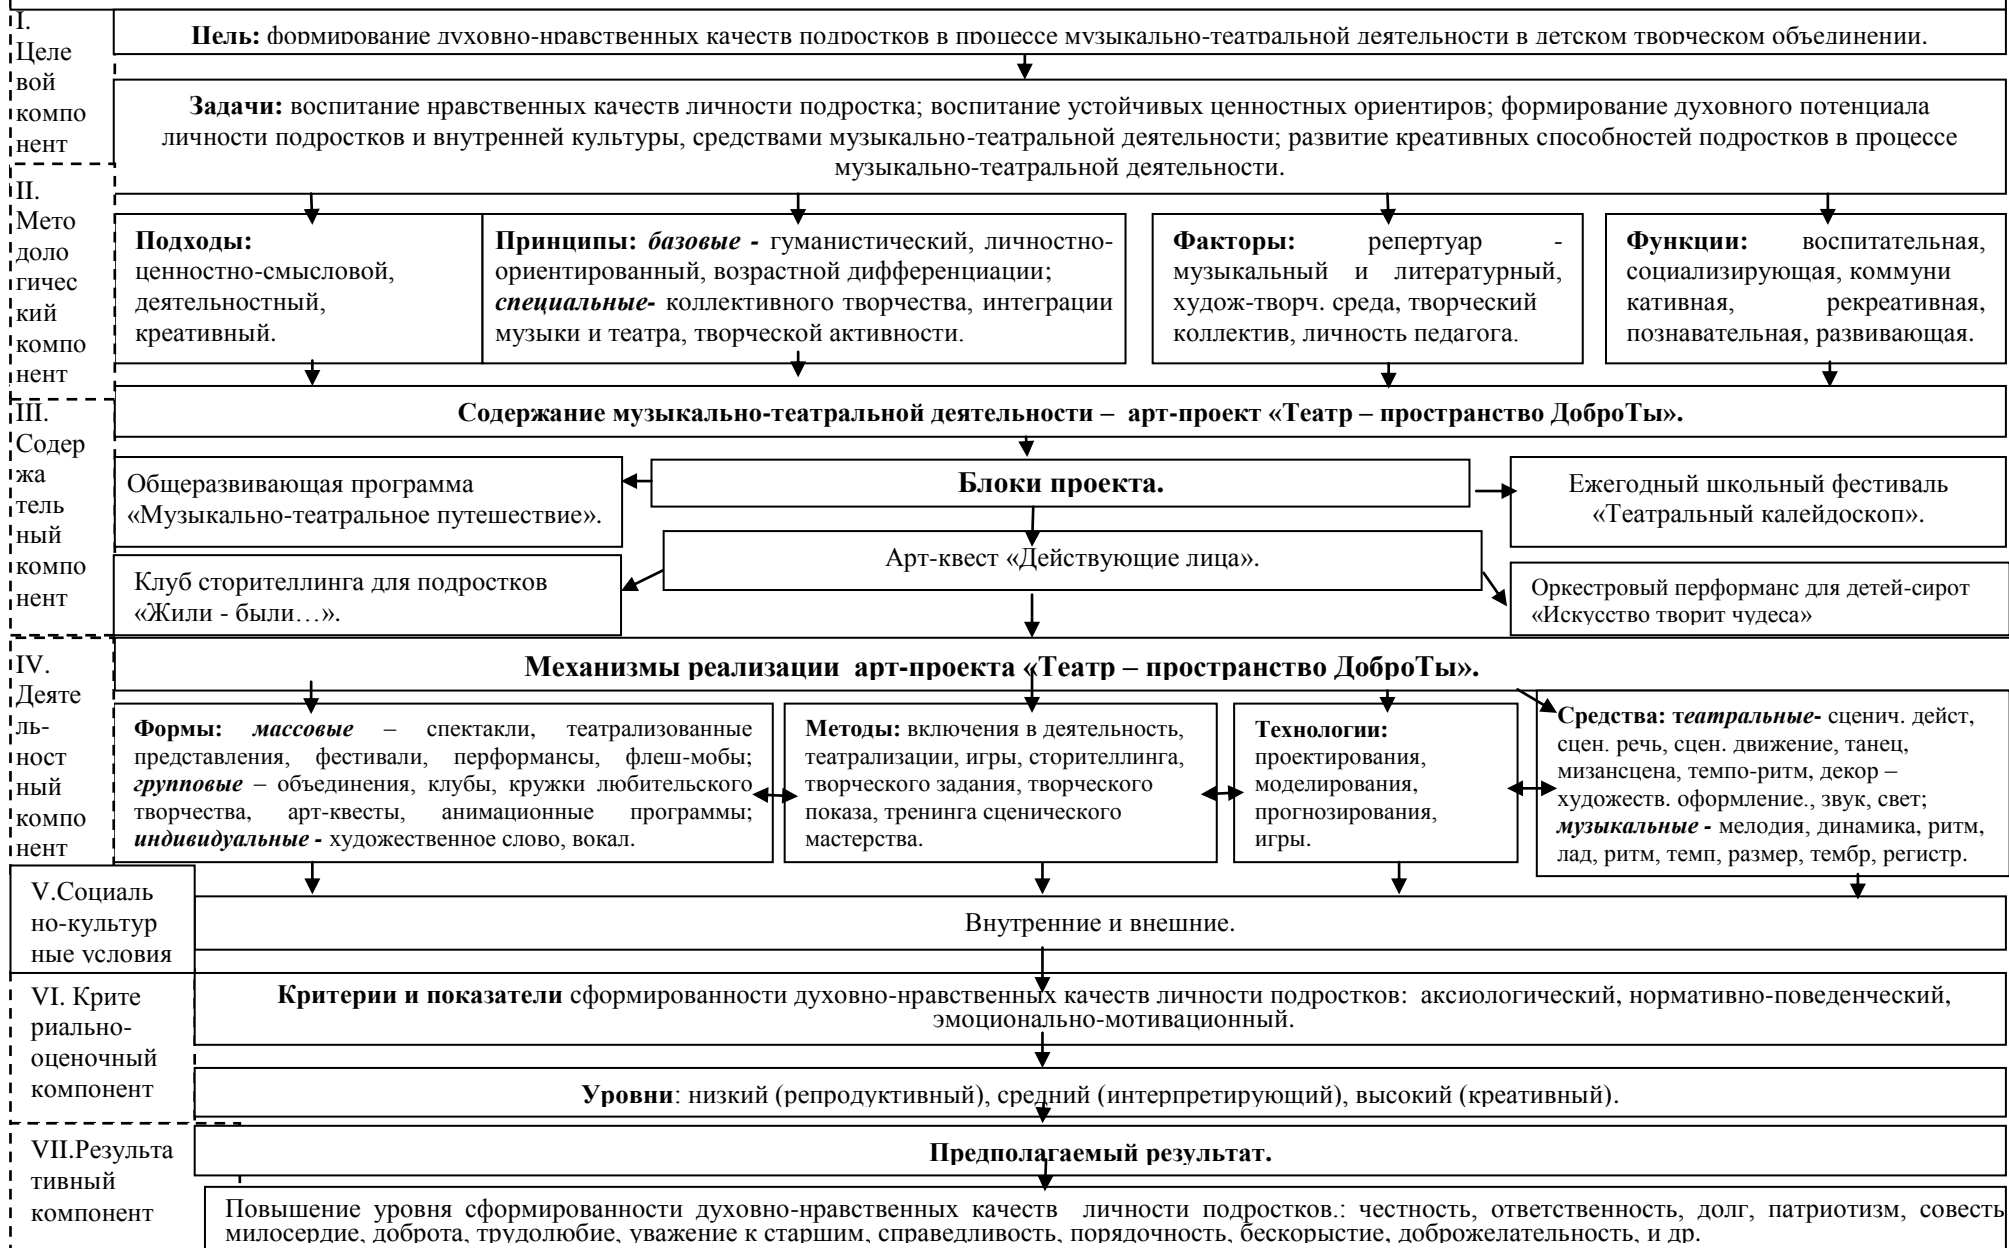 I.
Целе
вой
компо
нент
Цель: формирование духовно-нравственных качеств подростков в процессе музыкально-театральной деятельности в детском творческом объединении.
Задачи: воспитание нравственных качеств личности подростка; воспитание устойчивых ценностных ориентиров; формирование духовного потенциала
личности подростков и внутренней культуры, средствами музыкально-театральной деятельности; развитие креативных способностей подростков в процессе
музыкально-театральной деятельности.
II.
Мето
доло
гичес
кий
компо
нент
Подходы:
ценностно-смысловой,
деятельностный,
креативный.
Принципы: базовые - гуманистический, личностно-
ориентированный, возрастной дифференциации;
специальные- коллективного творчества, интеграции
музыки и театра, творческой активности.
Факторы: репертуар -
музыкальный и литературный,
худож-творч. среда, творческий
коллектив, личность педагога.
Функции: воспитательная,
социализирующая, коммуни
кативная, рекреативная,
познавательная, развивающая.
III.
Содер
жа
тель
ный
компо
нент
Содержание музыкально-театральной деятельности – арт-проект «Театр – пространство ДоброТы».
Блоки проекта.
Общеразвивающая программа
«Музыкально-театральное путешествие».
Ежегодный школьный фестиваль
«Театральный калейдоскоп».
Арт-квест «Действующие лица».
Клуб сторителлинга для подростков
«Жили - были…».
Оркестровый перформанс для детей-сирот
«Искусство творит чудеса»
IV.
Деяте
ль-
ност
ный
компо
нент
Механизмы реализации арт-проекта «Театр – пространство ДоброТы».
Формы: массовые – спектакли, театрализованные
представления, фестивали, перформансы, флеш-мобы;
групповые – объединения, клубы, кружки любительского
творчества, арт-квесты, анимационные программы;
индивидуальные - художественное слово, вокал.
Методы: включения в деятельность,
театрализации, игры, сторителлинга,
творческого задания, творческого
показа, тренинга сценического
мастерства.
Технологии:
проектирования,
моделирования,
прогнозирования,
игры.
Средства: театральные- сценич. дейст,
сцен. речь, сцен. движение, танец,
мизансцена, темпо-ритм, декор –
художеств. оформление., звук, свет;
музыкальные - мелодия, динамика, ритм,
лад, ритм, темп, размер, тембр, регистр.
V.Социаль
но-культур
ные условия
Внутренние и внешние.
VI. Крите
риально-
оценочный
компонент
Критерии и показатели сформированности духовно-нравственных качеств личности подростков: аксиологический, нормативно-поведенческий,
эмоционально-мотивационный.
Уровни: низкий (репродуктивный), средний (интерпретирующий), высокий (креативный).
VII.Результа
тивный
компонент
Предполагаемый результат.
Повышение уровня сформированности духовно-нравственных качеств личности подростков.: честность, ответственность, долг, патриотизм, совесть
милосердие, доброта, трудолюбие, уважение к старшим, справедливость, порядочность, бескорыстие, доброжелательность, и др.